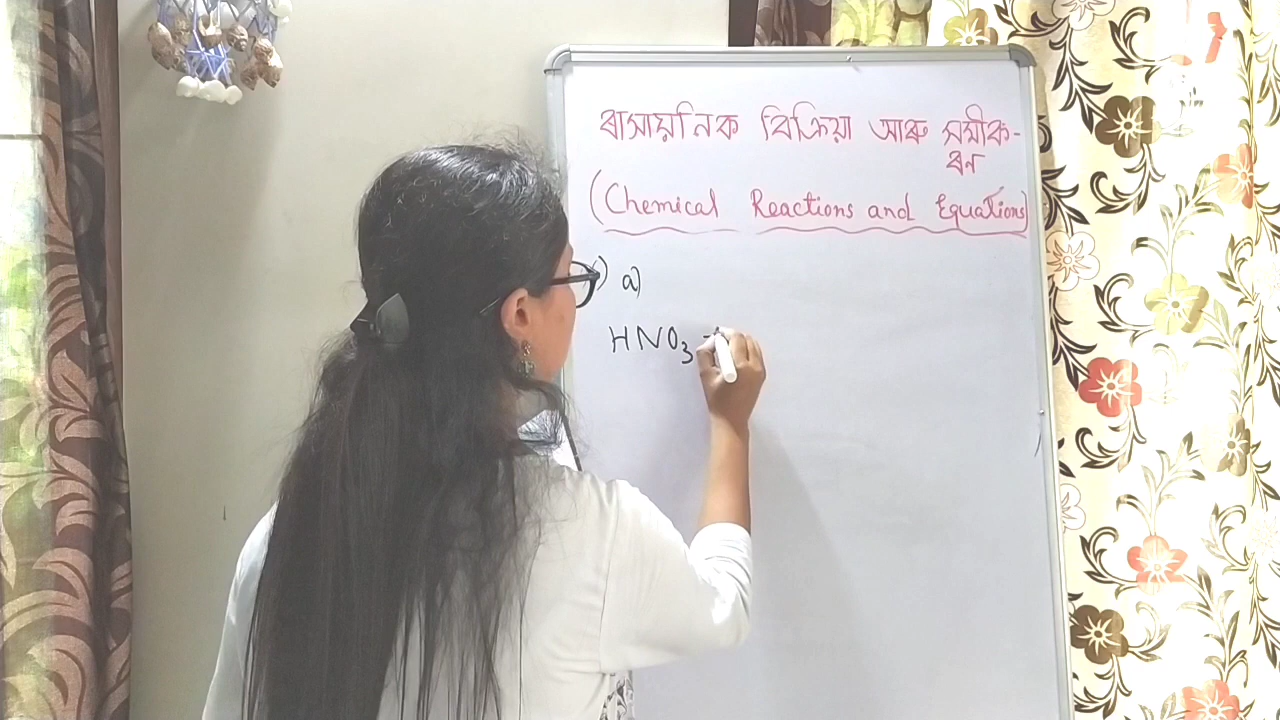 ৰাসায়নিক বিক্ৰিয়া আৰু সমীক-
ৰণ
(Chemical Reactions and Equations)
a)
HNO₃